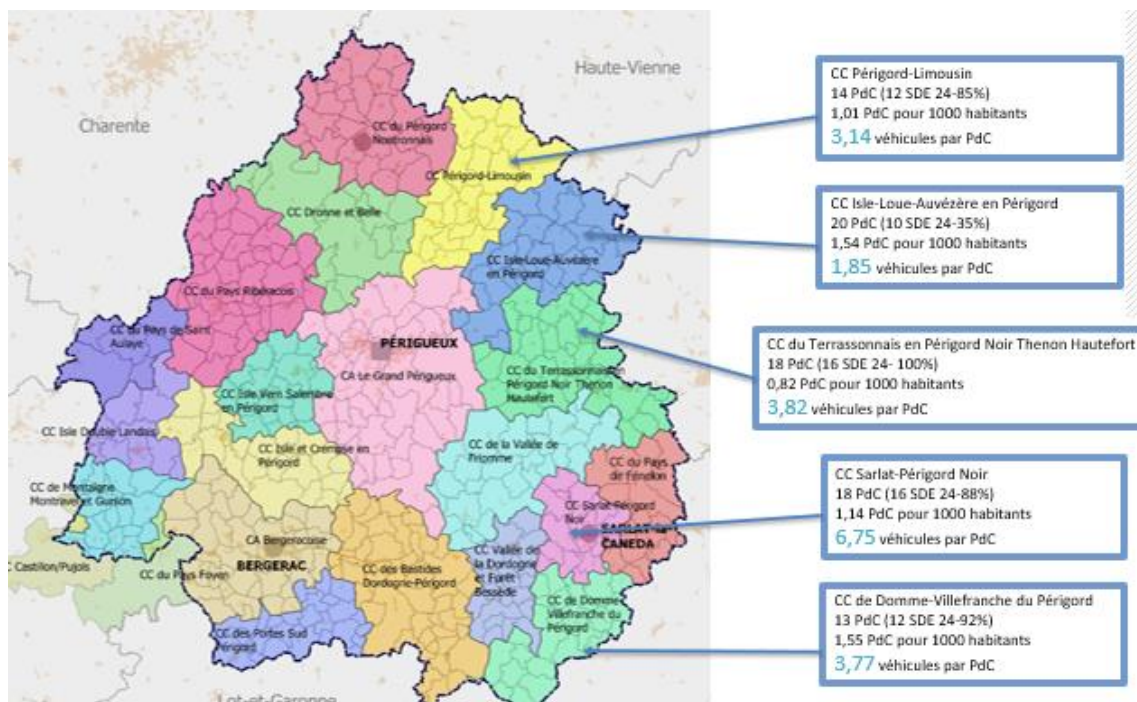 Haute-Vienne
Charente
CC du Périgord
Nontronnais
CC Périgord-Limousin
CC Dronne et Belle
CC Isle-Loue-Auvézère
en Périgord
CC du Pays Ribéracois
CC du Pays de Saint
Aulaye
PÉRIGUEUX
CA Le Grand Périgueux
CC du Terrassonnais en
Périgord Noir Thenon
Hautefort
CC Isle Vern Salembre
en Périgord
CC Isle Double Landais
CC Isle et Crempse en
Périgord
CC de la Vallée de
l'Homme
CC du Pays
de Fénelon
CC de Montaigne
Montravel et Gurson
CC Sarlat-Périgord
Noir
SARLAT-la
CANEDA
CA Bergeracoise
BERGERAC
C Castillon/Pujols
CC du Pays Foyen
CC des Bastides
Dordogne-Périgord
CC Vallée de
la Dordogne
et Forêt
Bessède
CC de Domme-
Villefranche du
Périgord
CC des Portes Sud
Périgord
Lot-et-Garonne
CC Périgord-Limousin
14 PdC (12 SDE 24-85%)
1,01 PdC pour 1000 habitants
3,14 véhicules par PdC
CC Isle-Loue-Auvézère en Périgord
20 PdC (10 SDE 24-35%)
1,54 PdC pour 1000 habitants
1,85 véhicules par PdC
CC du Terrassonnais en Périgord Noir Thenon Hautefort
18 PdC (16 SDE 24- 100%)
0,82 PdC pour 1000 habitants
3,82 véhicules par PdC
CC Sarlat-Périgord Noir
18 PdC (16 SDE 24-88%)
1,14 PdC pour 1000 habitants
6,75 véhicules par PdC
CC de Domme-Villefranche du Périgord
13 PdC (12 SDE 24-92%)
1,55 PdC pour 1000 habitants
3,77 véhicules par PdC